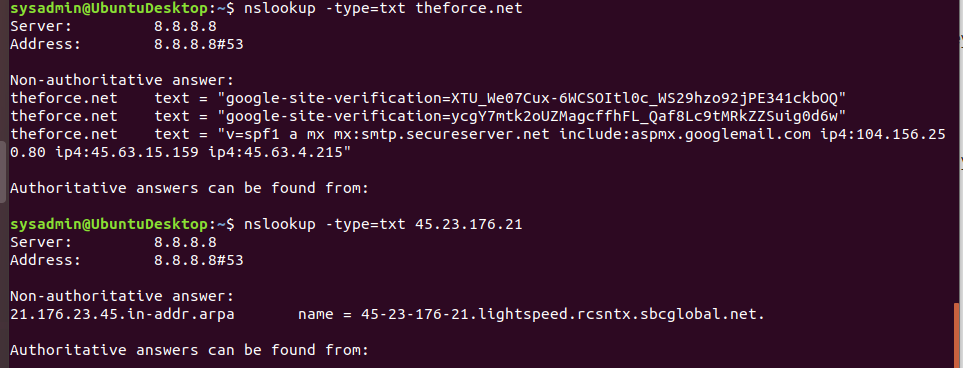 sysadmin@UbuntuDesktop:~$ nslookup -type=txt theforce.net
Server:         8.8.8.8
Address:        8.8.8.8#53

Non-authoritative answer:
theforce.net    text = "google-site-verification=XTU_We07Cux-6WCSOItl0c_WS29hzo92jPE341ckbOQ"
theforce.net    text = "google-site-verification=ycgY7mtk2oUZMagcffhFL_Qaf8Lc9tMRkZZSuig0d6w"
theforce.net    text = "v=spf1 a mx mx:smtp.secureserver.net include:aspmx.googlemail.com ip4:104.156.25
0.80 ip4:45.63.15.159 ip4:45.63.4.215"

Authoritative answers can be found from:

sysadmin@UbuntuDesktop:~$ nslookup -type=txt 45.23.176.21
Server:         8.8.8.8
Address:        8.8.8.8#53

Non-authoritative answer:
21.176.23.45.in-addr.arpa       name = 45-23-176-21.lightspeed.rcsntx.sbcglobal.net.

Authoritative answers can be found from: